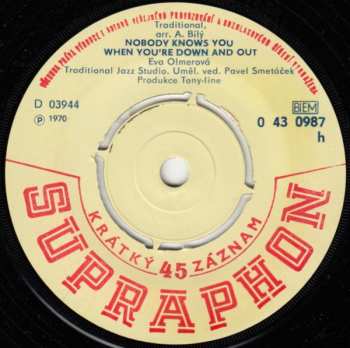 Traditional,
arr. A. Bílý
NOBODY KNOWS YOU
WHEN YOU'RE DOWN AND OUT
Eva Olmerová
Traditional Jazz Studio. Uměl. ved. Pavel Smetáček
Produkce Tony-line
D 03944
BIEM
℗ 1970
0 43 0987
h
KRÁTKÝ 45 ZÁZNAM
SUPRAPHON